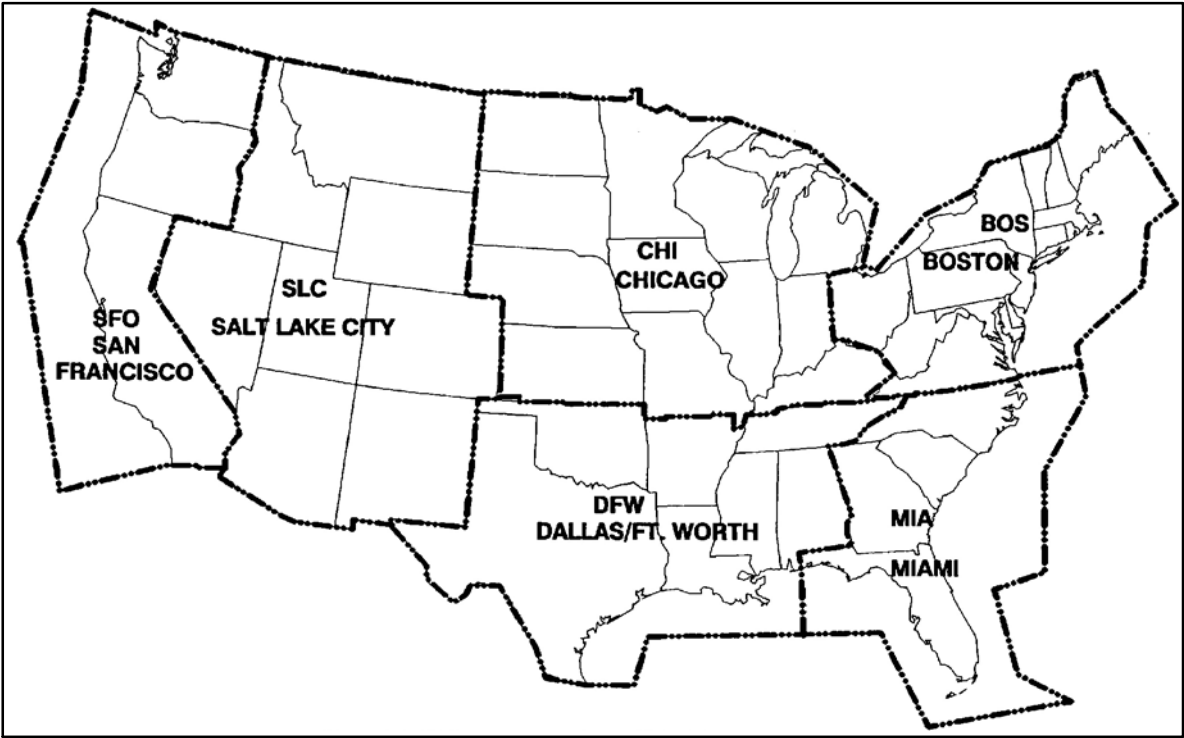 SFO
SAN
FRANCISCO
SLC
SALT LAKE CITY
CHI
CHICAGO
BOS
BOSTON
DFW
DALLAS/FT. WORTH
MIA
MIAMI